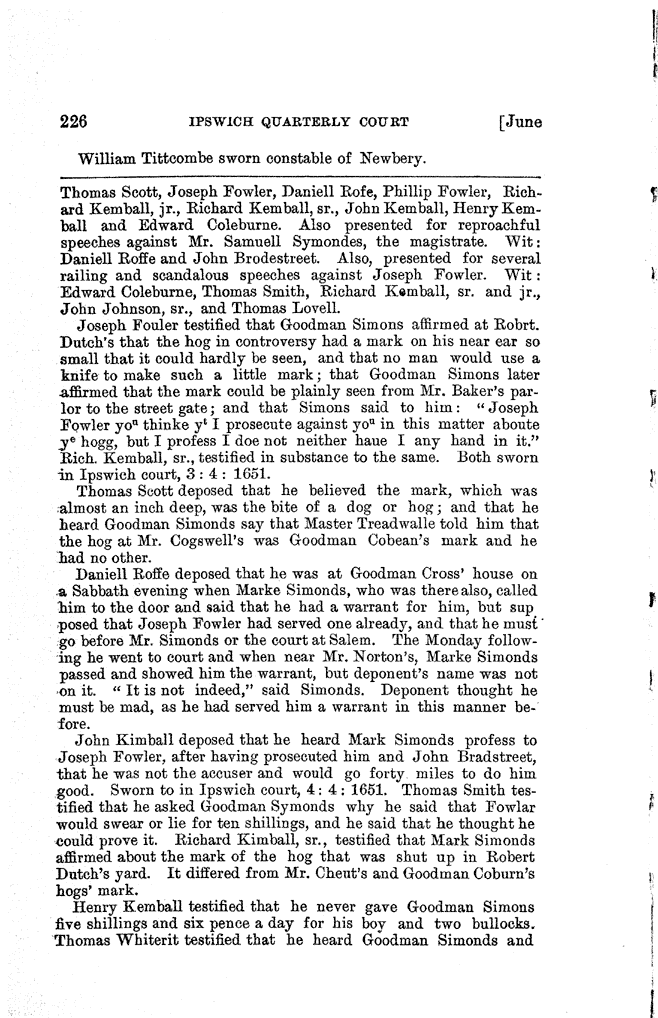 226 IPSWICH QUARTERLY COURT [June
William Tittcombe sworn constable of Newbery.
Thomas Scott, Joseph Fowler, Daniell Rofe, Phillip Fowler, Rich-
ard Kemball, jr., Richard Kemball, sr., John Kemball, Henry Kem-
ball and Edward Coleburne. Also presented for reproachful
speeches against Mr. Samuell Symondes, the magistrate. Wit:
Daniell Roffe and John Brodestreet. Also, presented for several
railing and scandalous speeches against Joseph Fowler. Wit:
Edward Coleburne, Thomas Smith, Richard Kemball, sr. and jr.,
John Johnson, sr., and Thomas Lovell.
Joseph Fouler testified that Goodman Simons affirmed at Robrt.
Dutch's that the hog in controversy had a mark on his near ear so
small that it could hardly be seen, and that no man would use a
knife to make such a little mark; that Goodman Simons later
affirmed that the mark could be plainly seen from Mr. Baker's par-
lor to the street gate; and that Simons said to him: "Joseph
Fowler yoⁿ thinke yᵗ I prosecute against yoⁿ in this matter aboute
yᵉ hogg, but I profess I doe not neither haue I any hand in it."
Rich. Kemball, sr., testified in substance to the same. Both sworn
in Ipswich court, 3: 4: 1651.
Thomas Scott deposed that he believed the mark, which was
almost an inch deep, was the bite of a dog or hog; and that he
heard Goodman Simonds say that Master Treadwalle told him that
the hog at Mr. Cogswell's was Goodman Cobean's mark and he
had no other.
Daniell Roffe deposed that he was at Goodman Cross' house on
a Sabbath evening when Marke Simonds, who was there also, called
him to the door and said that he had a warrant for him, but sup
posed that Joseph Fowler had served one already, and that he must
go before Mr. Simonds or the court at Salem. The Monday follow-
ing he went to court and when near Mr. Norton's, Marke Simonds
passed and showed him the warrant, but deponent's name was not
on it. "It is not indeed," said Simonds. Deponent thought he
must be mad, as he had served him a warrant in this manner be-
fore.
John Kimball deposed that he heard Mark Simonds profess to
Joseph Fowler, after having prosecuted him and John Bradstreet,
that he was not the accuser and would go forty miles to do him
good. Sworn to in Ipswich court, 4: 4: 1651. Thomas Smith tes-
tified that he asked Goodman Symonds why he said that Fowlar
would swear or lie for ten shillings, and he said that he thought he
could prove it. Richard Kimball, sr., testified that Mark Simonds
affirmed about the mark of the hog that was shut up in Robert
Dutch's yard. It differed from Mr. Cheut's and Goodman Coburn's
hogs' mark.
Henry Kemball testified that he never gave Goodman Simons
five shillings and six pence a day for his boy and two bullocks.
Thomas Whiterit testified that he heard Goodman Simonds and